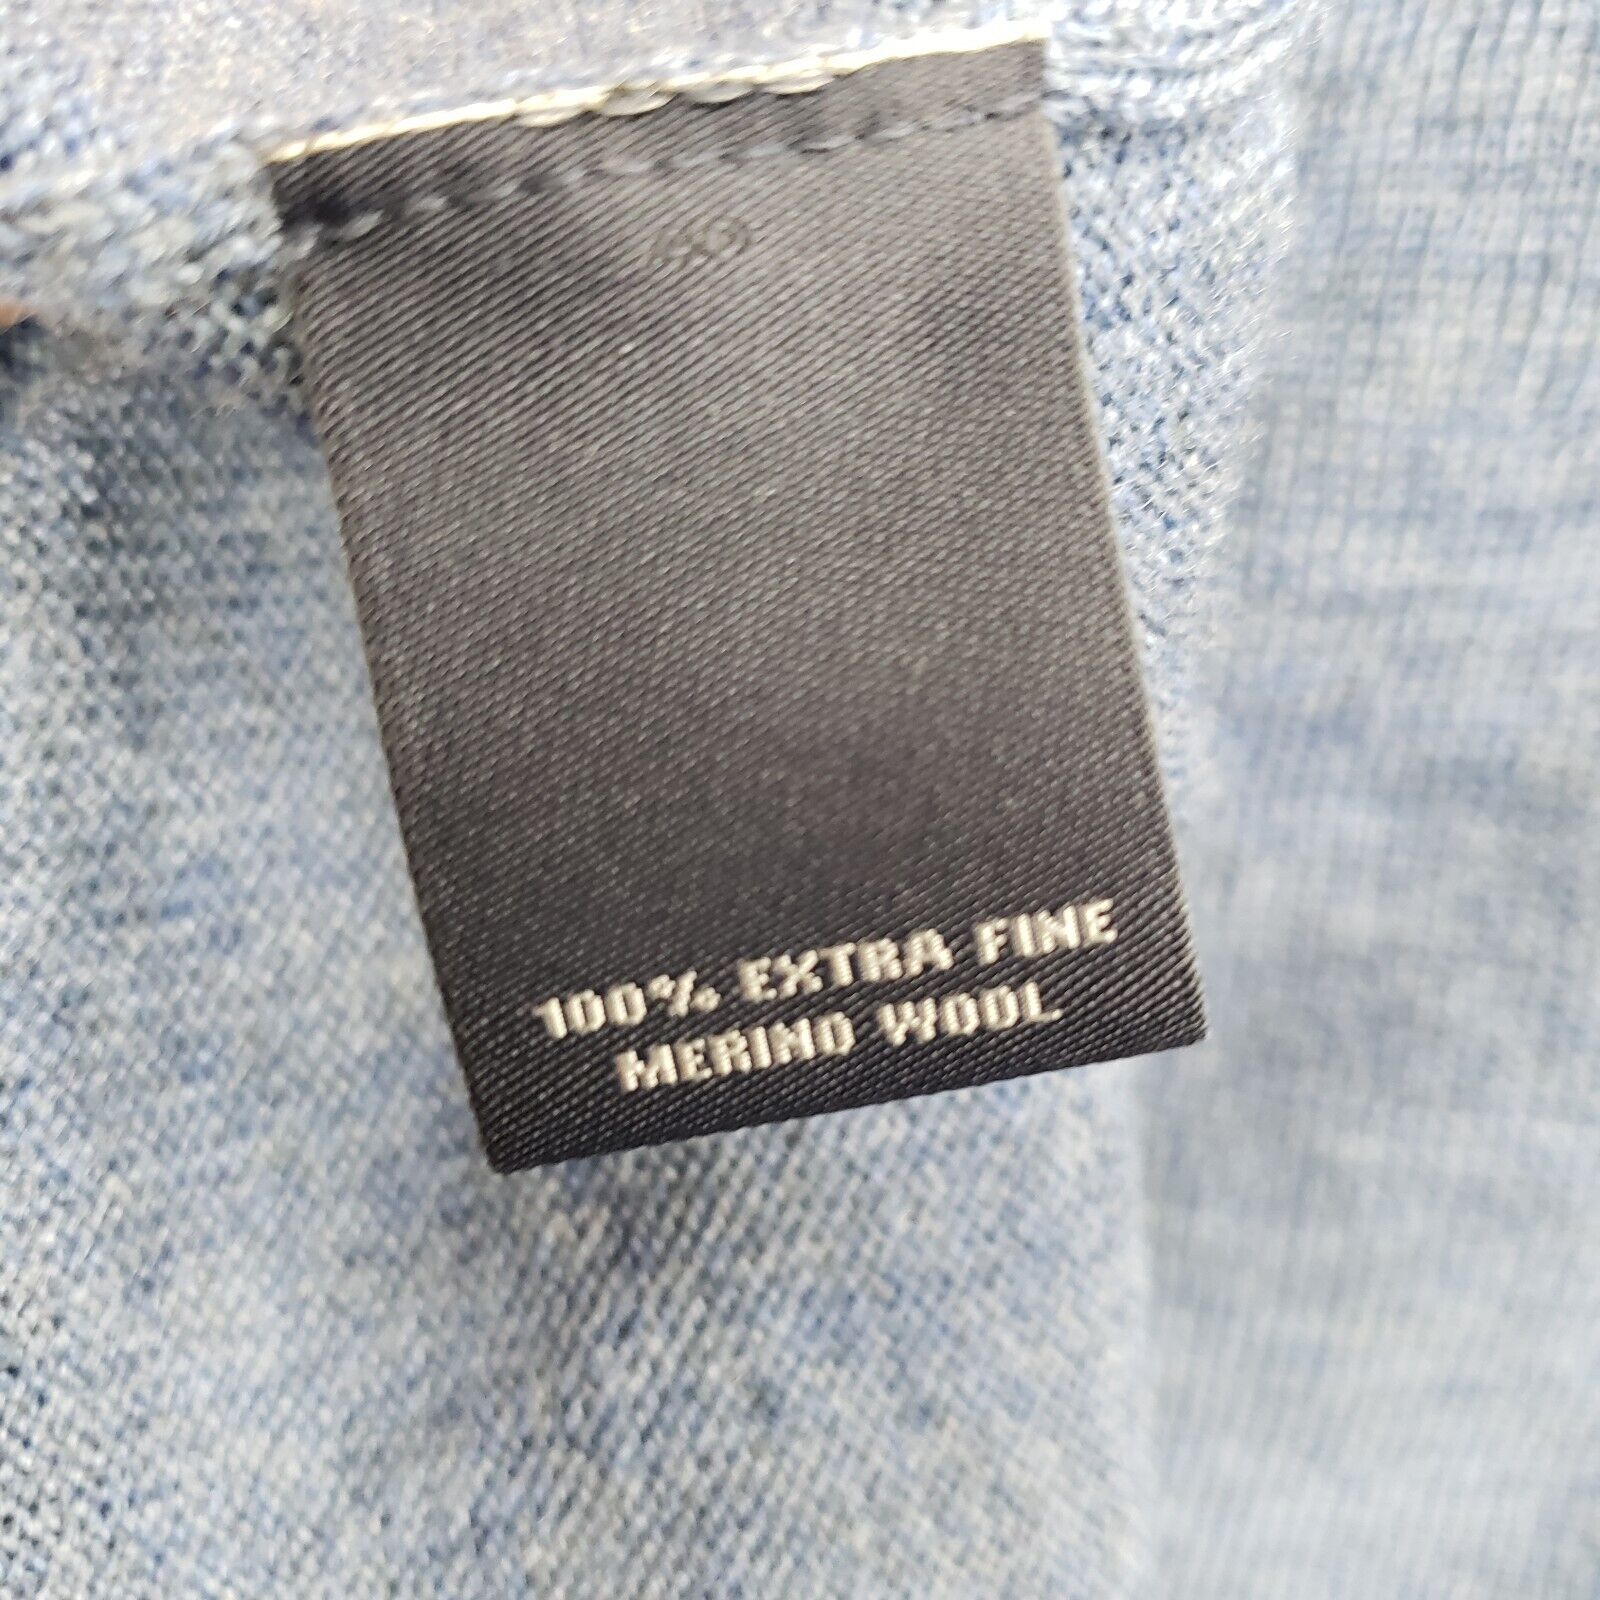 100% EXTRA FINE
MERINO WOOL